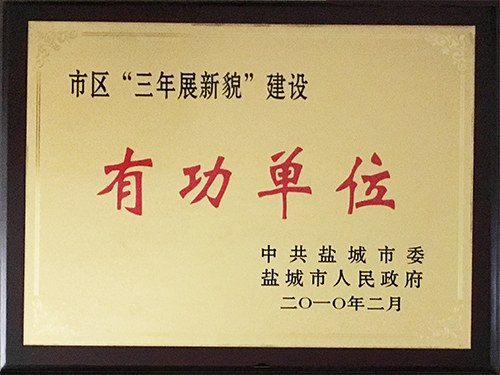 市区“三年展新貌”建设
有功单位
中共盐城市委
盐城市人民政府
二〇一〇年二月